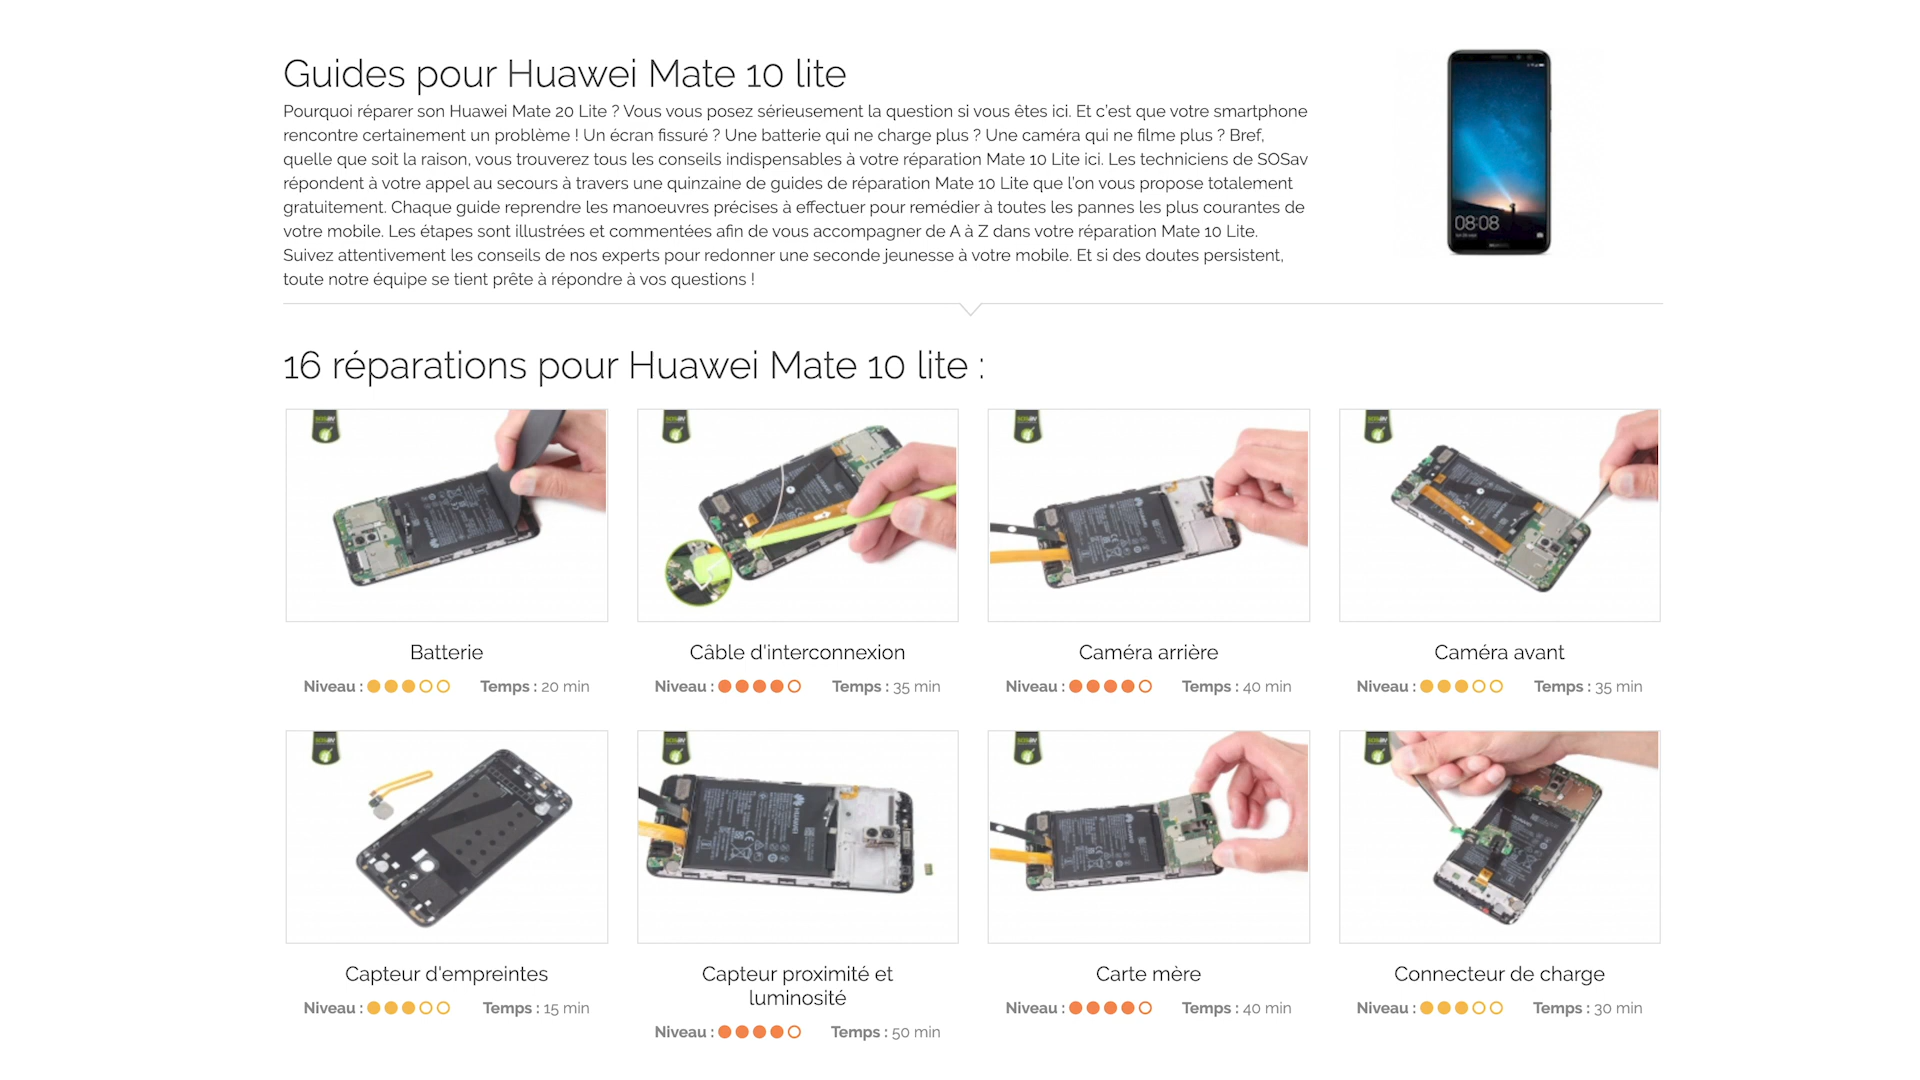 Guides pour Huawei Mate 10 lite
Pourquoi réparer son Huawei Mate 20 Lite ? Vous vous posez sérieusement la question si vous êtes ici. Et c'est que votre smartphone
rencontre certainement un problème ! Un écran fissuré ? Une batterie qui ne charge plus ? Une caméra qui ne filme plus ? Bref,
quelle que soit la raison, vous trouverez tous les conseils indispensables à votre réparation Mate 10 Lite ici. Les techniciens de SOSav
répondent à votre appel au secours à travers une quinzaine de guides de réparation Mate 10 Lite que l'on vous propose totalement
gratuitement. Chaque guide reprendre les manoeuvres précises à effectuer pour remédier à toutes les pannes les plus courantes de
votre mobile. Les étapes sont illustrées et commentées afin de vous accompagner de A à Z dans votre réparation Mate 10 Lite.
Suivez attentivement les conseils de nos experts pour redonner une seconde jeunesse à votre mobile. Et si des doutes persistent,
toute notre équipe se tient prête à répondre à vos questions !
08:08
HUAWEI
16 réparations pour Huawei Mate 10 lite :
Batterie
Niveau : Temps : 20 min
Câble d'interconnexion
Niveau : Temps : 35 min
Caméra arrière
Niveau : Temps : 40 min
Caméra avant
Niveau : Temps : 35 min
Capteur d'empreintes
Niveau : Temps : 15 min
HUAWEI
Capteur proximité et
luminosité
Niveau : Temps : 50 min
Carte mère
Niveau : Temps : 40 min
Connecteur de charge
Niveau : Temps : 30 min